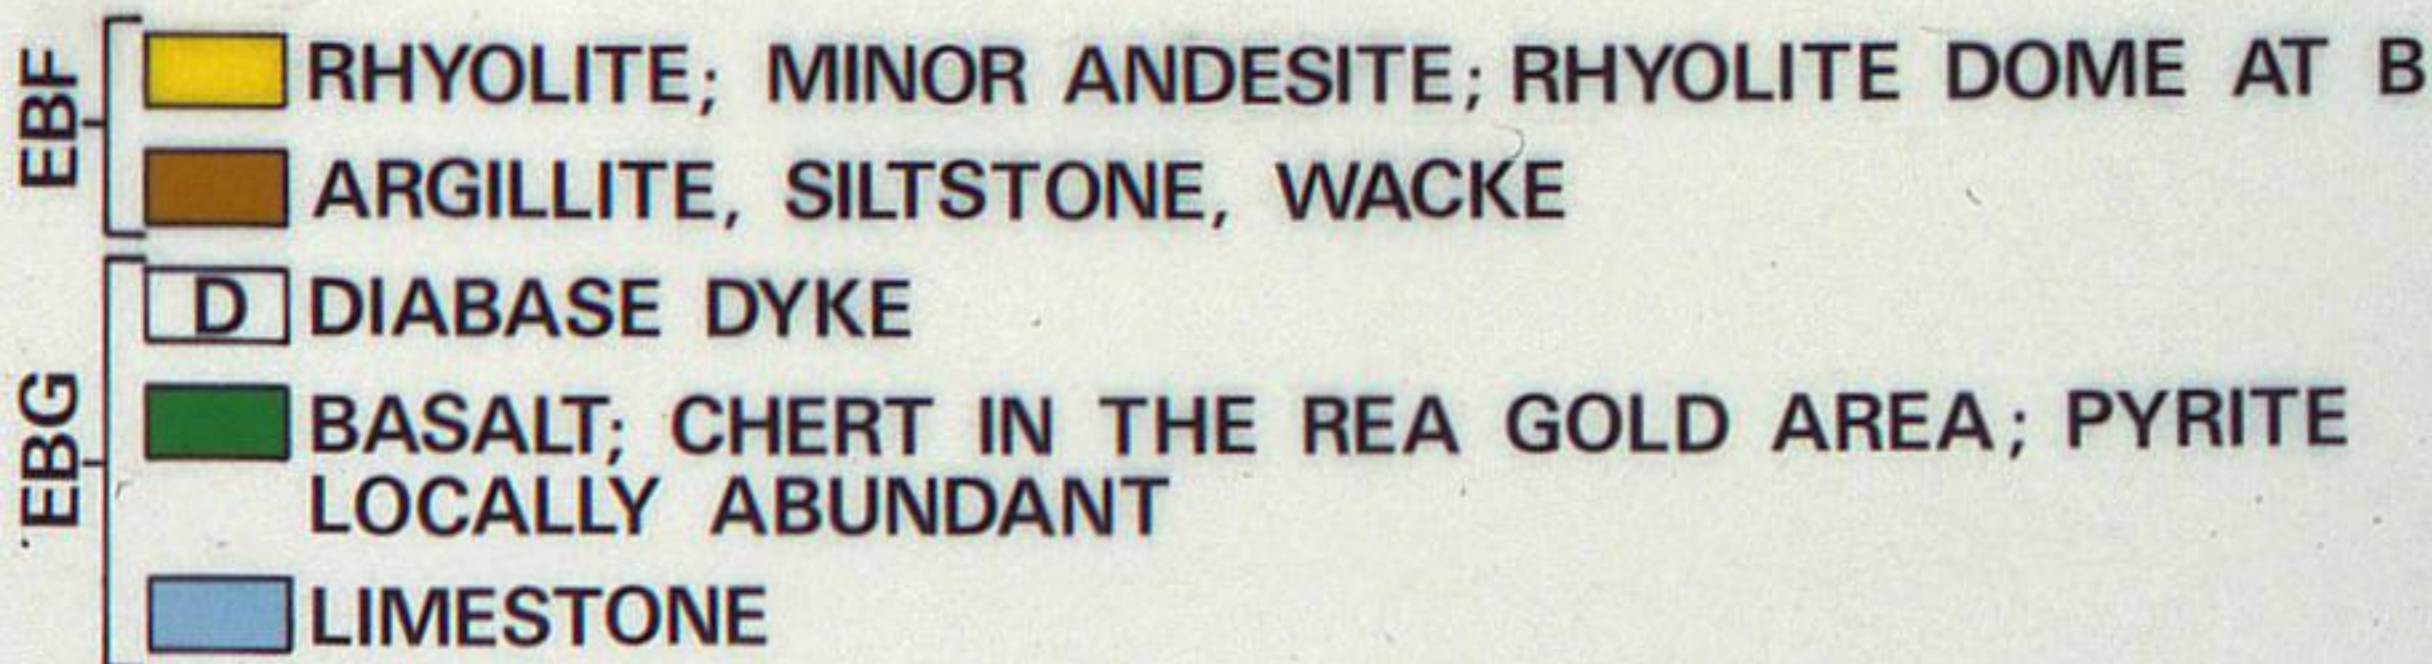 EBF
RHYOLITE; MINOR ANDESITE; RHYOLITE DOME AT B
ARGILLITE, SILTSTONE, WACKE
EBG
D DIABASE DYKE
BASALT; CHERT IN THE REA GOLD AREA; PYRITE
LOCALLY ABUNDANT
LIMESTONE